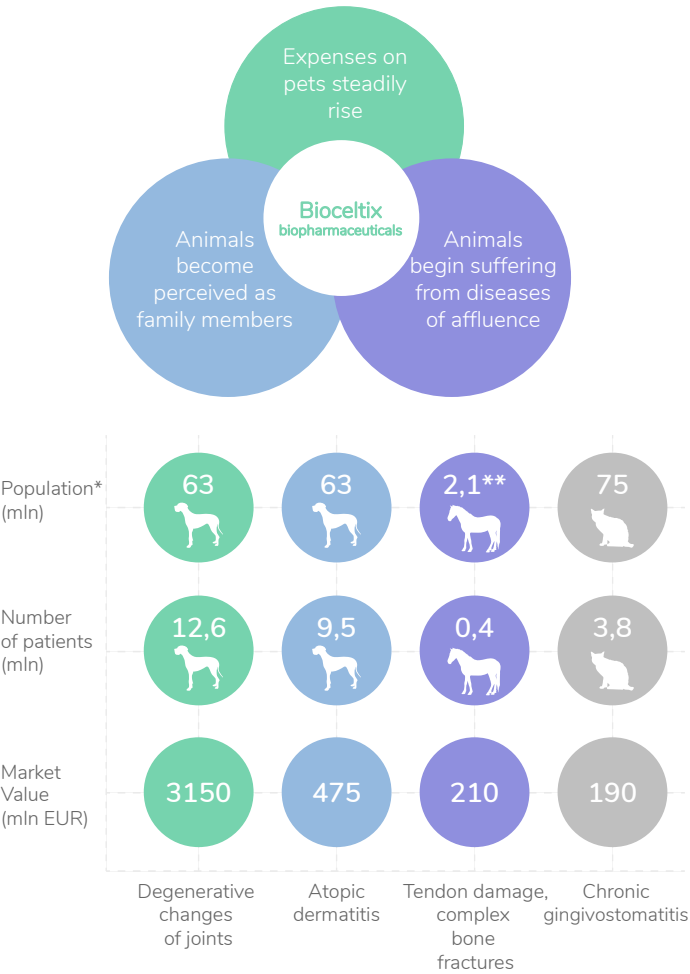 Expenses on
pets steadily
rise
Bioceltix
biopharmaceuticals
Animals
become
perceived as
family members
Animals
begin suffering
from diseases
of affluence
Population*
(mln)
63
63
2,1**
75
Number
of patients
(mln)
12,6
9,5
0,4
3,8
Market
Value
(mln EUR)
3150
475
210
190
Degenerative
changes
of joints
Atopic
dermatitis
Tendon damage,
complex
bone
fractures
Chronic
gingivostomatitis